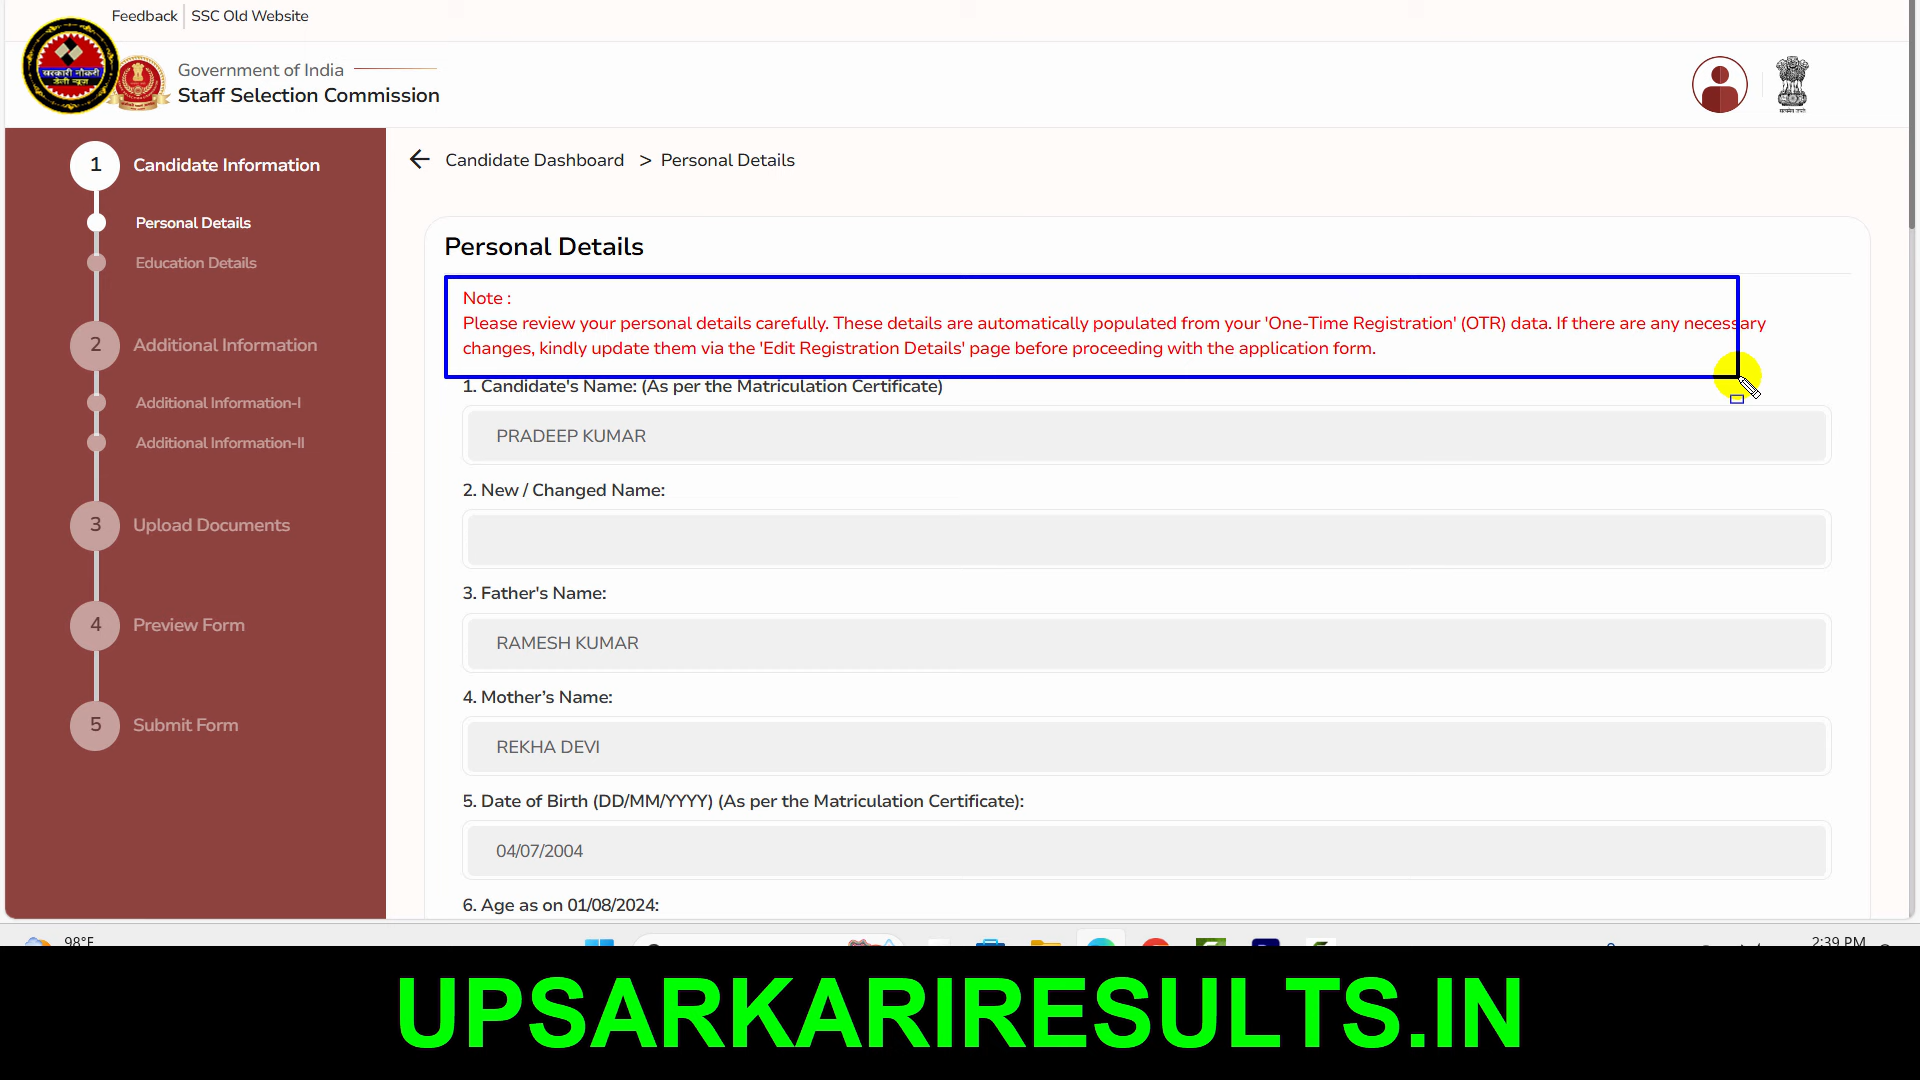 Feedback
SSC Old Website
सरकारी नौकरी
डेली न्यूज
Government of India
Staff Selection Commission
1 Candidate Information
Personal Details
Education Details
2 Additional Information
Additional Information-I
Additional Information-II
3 Upload Documents
4 Preview Form
5 Submit Form
Candidate Dashboard > Personal Details
Personal Details
Note :
Please review your personal details carefully. These details are automatically populated from your 'One-Time Registration' (OTR) data. If there are any necessary
changes, kindly update them via the 'Edit Registration Details' page before proceeding with the application form.
1. Candidate's Name: (As per the Matriculation Certificate)
PRADEEP KUMAR
2. New / Changed Name:
3. Father's Name:
RAMESH KUMAR
4. Mother’s Name:
REKHA DEVI
5. Date of Birth (DD/MM/YYYY) (As per the Matriculation Certificate):
04/07/2004
6. Age as on 01/08/2024:
98°F
2:39 PM
UPSARKARIRESULTS.IN